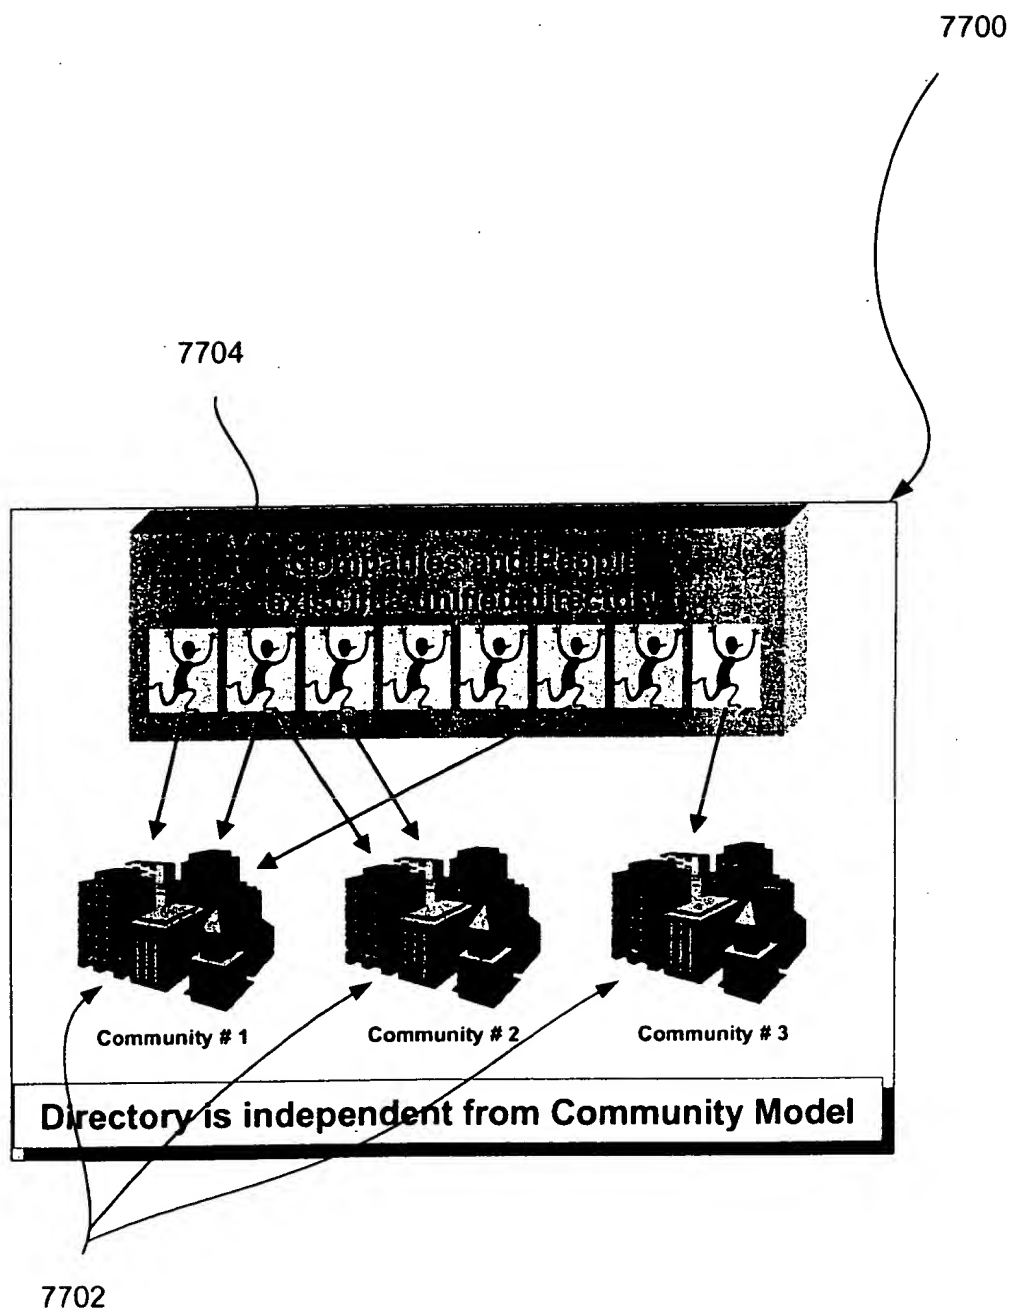 7700
7704
Companies and People
exist in a unified directory
Community # 1
Community # 2
Community # 3
Directory is independent from Community Model
7702